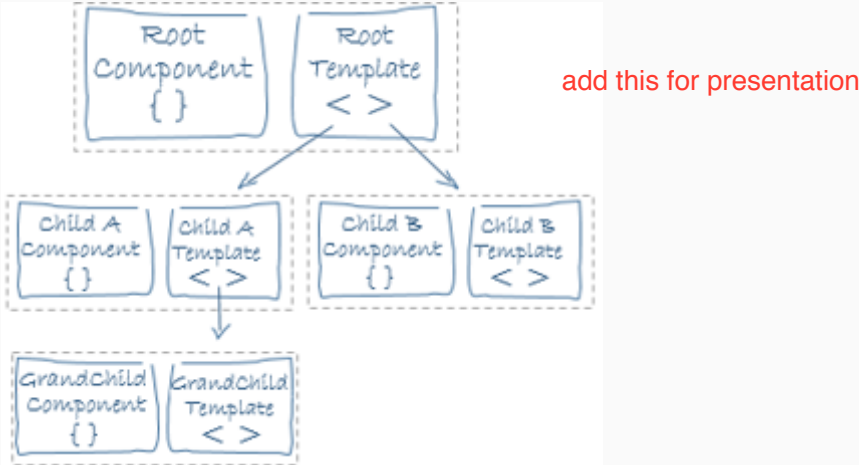 Root
Component
{ }
Root
Template
< >
add this for presentation
Child A
Component
{ }
Child A
Template
< >
Child B
Component
{ }
Child B
Template
< >
GrandChild
Component
{ }
GrandChild
Template
< >